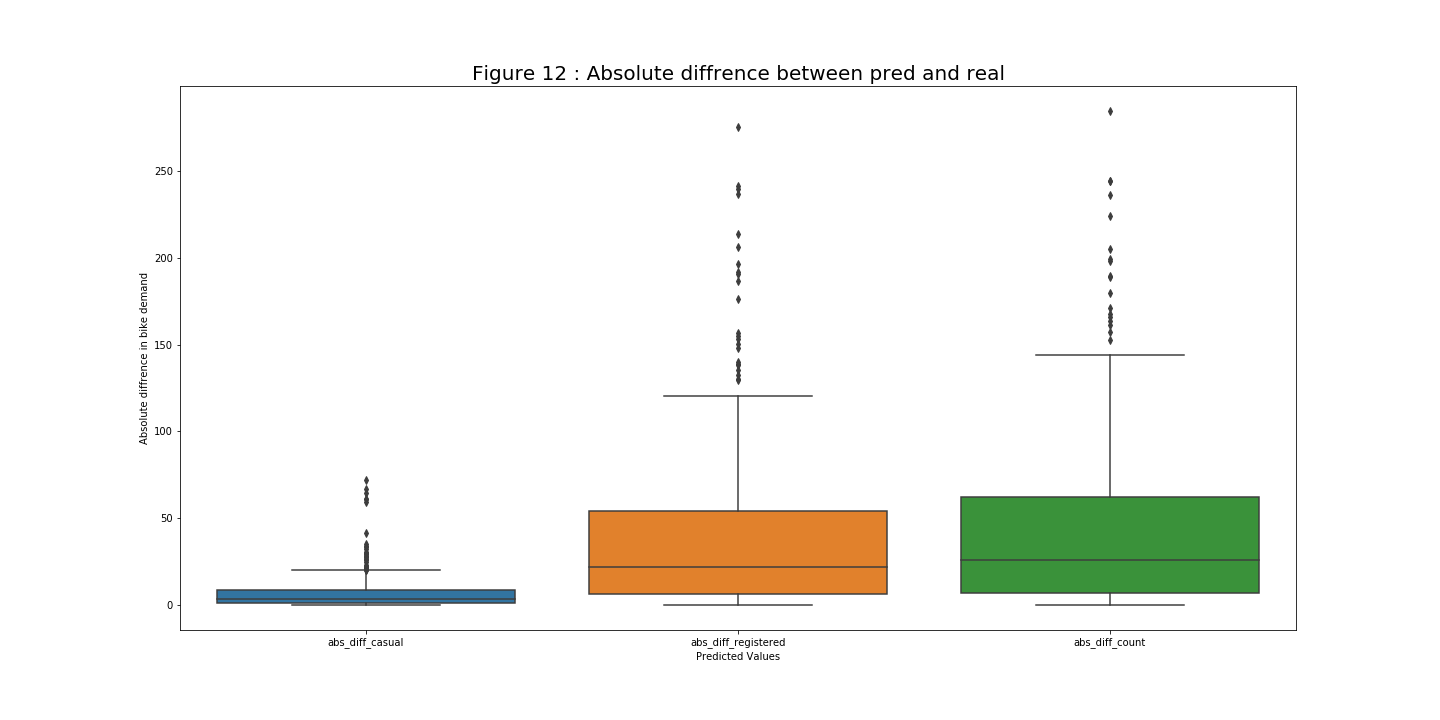 Figure 12 : Absolute diffrence between pred and real
Absolute diffrence in bike demand
250
200
150
100
50
0
abs_diff_casual
abs_diff_registered
abs_diff_count
Predicted Values